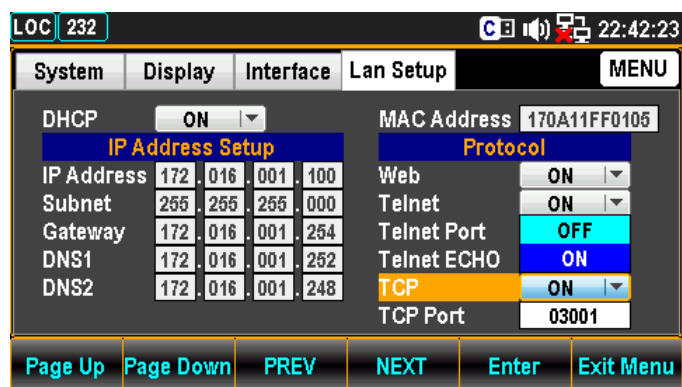 LOC 232 C 22:42:23
System Display Interface Lan Setup MENU
DHCP ON MAC Address 170A11FF0105
IP Address Setup Protocol
IP Address 172 . 016 . 001 . 100 Web ON
Subnet 255 . 255 . 255 . 000 Telnet ON
Gateway 172 . 016 . 001 . 254 Telnet Port OFF
DNS1 172 . 016 . 001 . 252 Telnet ECHO ON
DNS2 172 . 016 . 001 . 248 TCP ON
TCP Port 03001
Page Up Page Down PREV NEXT Enter Exit Menu